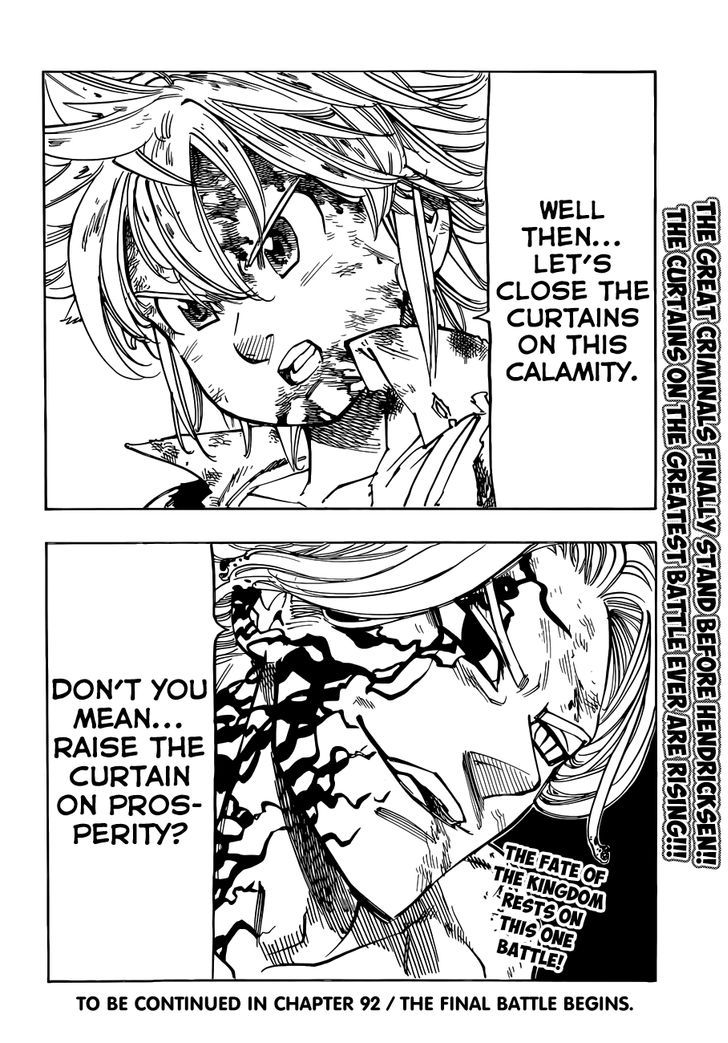 WELL
THEN...
LET'S
CLOSE THE
CURTAINS
ON THIS
CALAMITY.
THE GREAT CRIMINALS FINALLY STAND BEFORE HENDRICKSEN!!
THE CURTAINS ON THE GREATEST BATTLE EVER ARE RISING!!!
DON'T YOU
MEAN...
RAISE THE
CURTAIN
ON PROS-
PERITY?
THE FATE OF
THE KINGDOM
RESTS ON
THIS ONE
BATTLE!
TO BE CONTINUED IN CHAPTER 92 / THE FINAL BATTLE BEGINS.